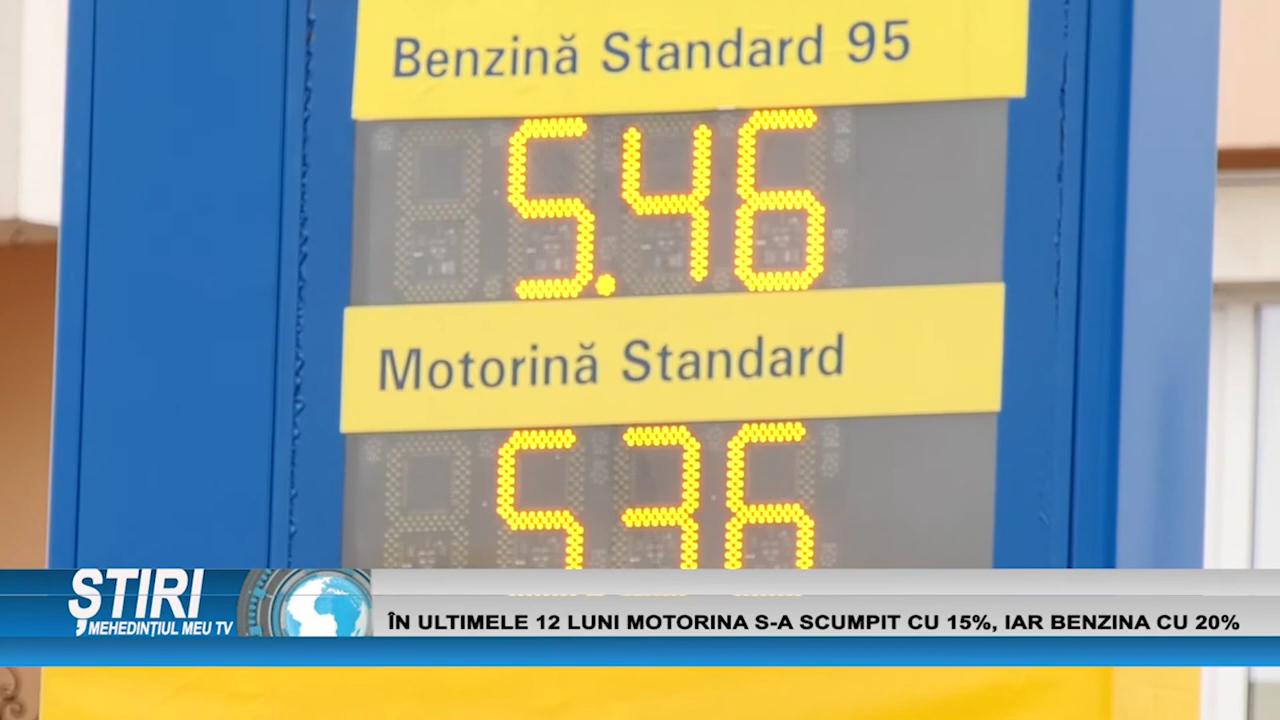 Benzină Standard 95
5.46
Motorină Standard
5.36
ȘTIRI
MEHEDINȚIUL MEU TV
ÎN ULTIMELE 12 LUNI MOTORINA S-A SCUMPIT CU 15%, IAR BENZINA CU 20%